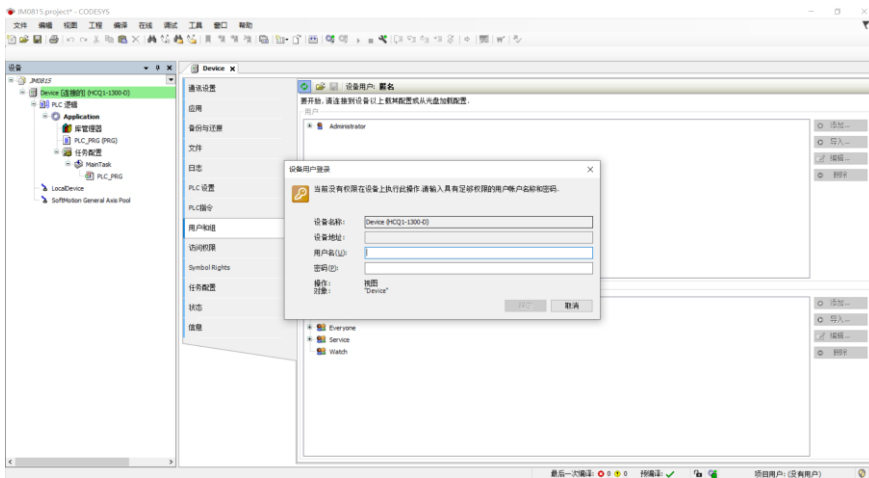 JM0815.project* - CODESYS
文件 编辑 视图 工程 编译 在线 调试 工具 窗口 帮助
设备
JM0815
Device [连接的] (HCQ1-1300-D)
PLC 逻辑
Application
库管理器
PLC_PRG (PRG)
任务配置
MainTask
PLC_PRG
LocalDevice
SoftMotion General Axis Pool
Device
通讯设置
应用
备份与还原
文件
日志
PLC 设置
PLC指令
用户和组
访问权限
Symbol Rights
任务配置
状态
信息
设备用户: 匿名
要开始,请连接到设备以上载其配置或从光盘加载配置.
用户
Administrator
添加...
导入...
编辑...
删除
设备用户登录
当前没有权限在设备上执行此操作.请输入具有足够权限的用户帐户名称和密码.
设备名称: Device (HCQ1-1300-D)
设备地址:
用户名(U):
密码(P):
操作: 视图
对象: "Device"
取消
Everyone
Service
Watch
添加...
导入...
编辑...
删除
最后一次编译: 0 0 预编译: 项目用户: (没有用户)